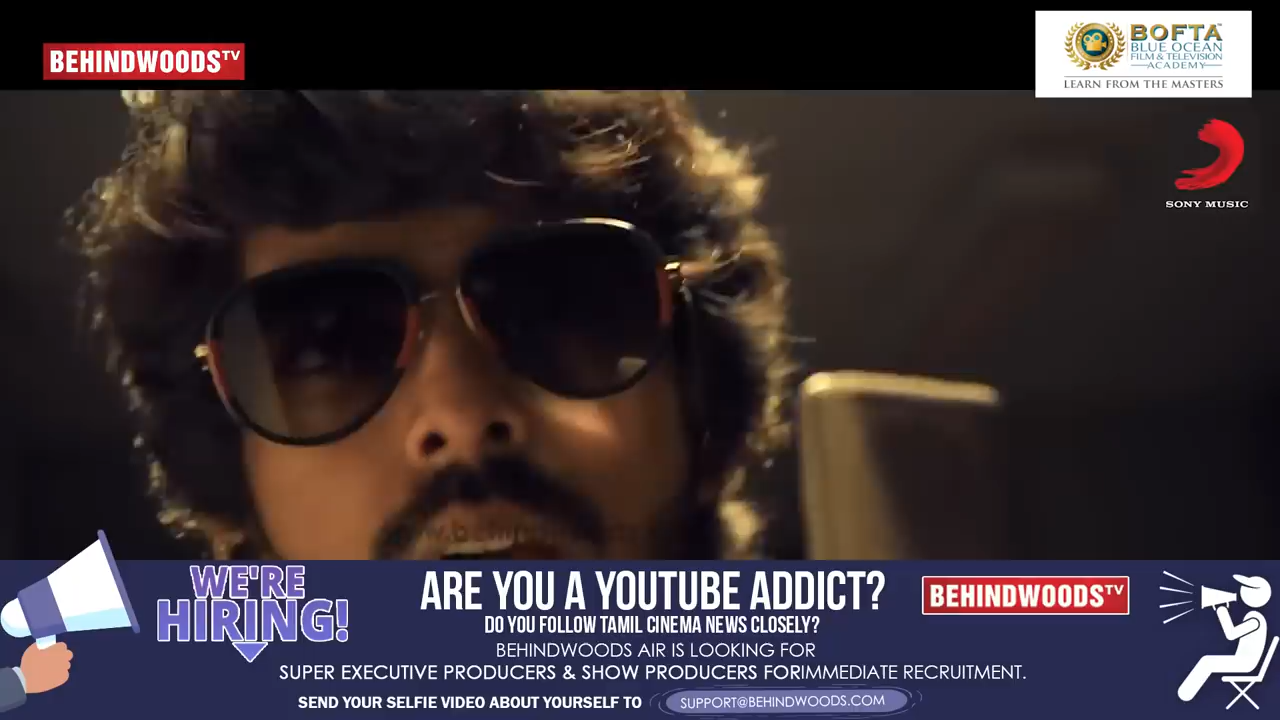 BEHINDWOODS TV
BOFTA
BLUE OCEAN
FILM & TELEVISION
ACADEMY
LEARN FROM THE MASTERS
SONY MUSIC
WE'RE
HIRING!
ARE YOU A YOUTUBE ADDICT?
DO YOU FOLLOW TAMIL CINEMA NEWS CLOSELY?
BEHINDWOODS AIR IS LOOKING FOR
SUPER EXECUTIVE PRODUCERS & SHOW PRODUCERS FORIMMEDIATE RECRUITMENT.
SEND YOUR SELFIE VIDEO ABOUT YOURSELF TO SUPPORT@BEHINDWOODS.COM
BEHINDWOODS TV